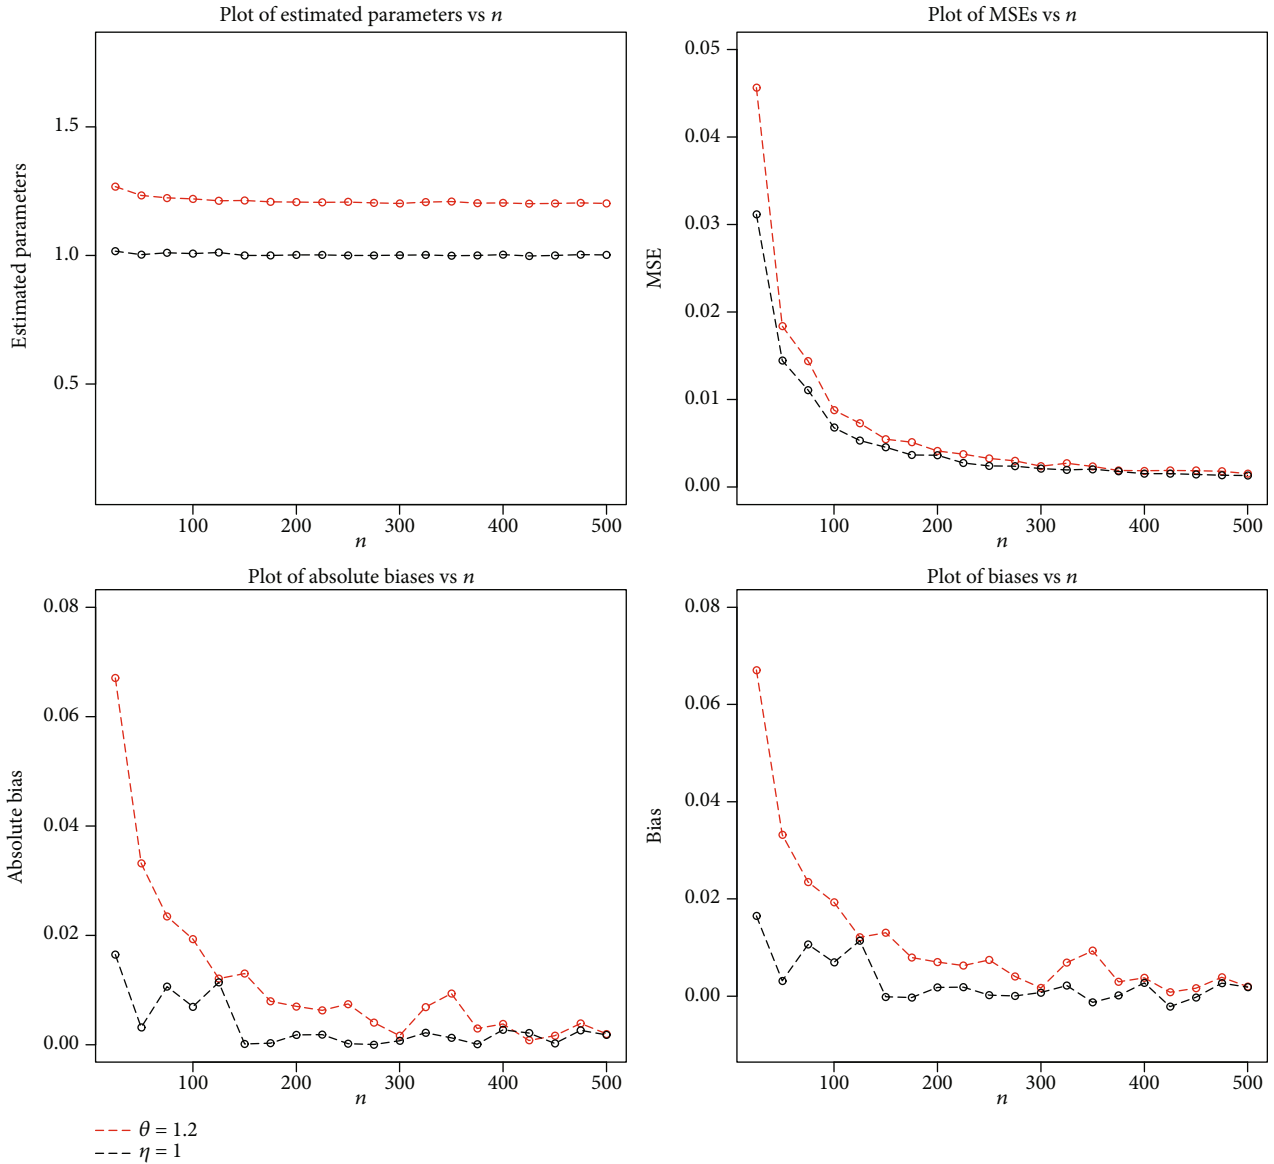 Plot of estimated parameters vs n
Estimated parameters
1.5
1.0
0.5
100 200 300 400 500
n
Plot of MSEs vs n
MSE
0.05
0.04
0.03
0.02
0.01
0.00
100 200 300 400 500
n
Plot of absolute biases vs n
Absolute bias
0.08
0.06
0.04
0.02
0.00
100 200 300 400 500
n
Plot of biases vs n
Bias
0.08
0.06
0.04
0.02
0.00
100 200 300 400 500
n
θ = 1.2
η = 1